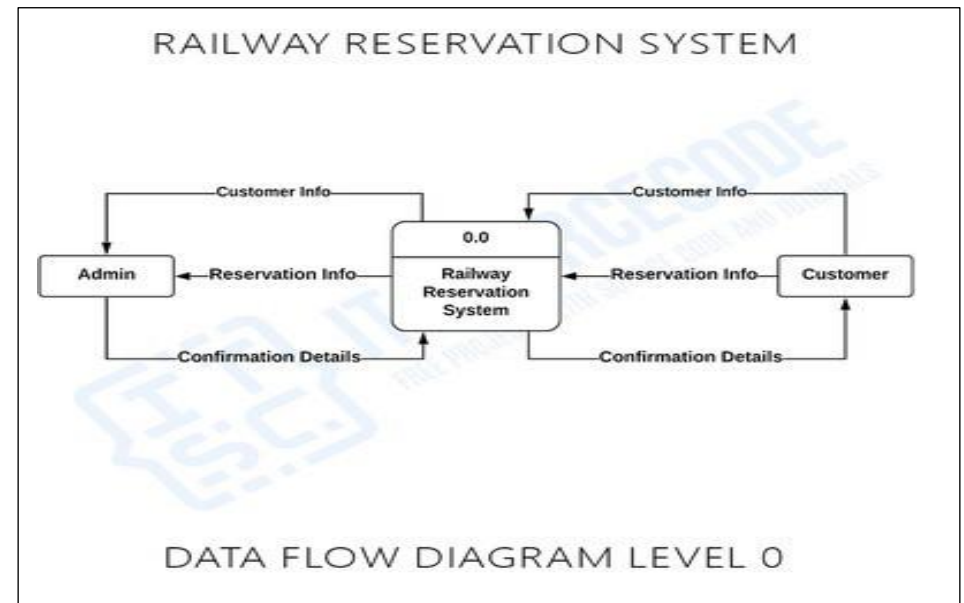 RAILWAY RESERVATION SYSTEM
Customer Info
Customer Info
0.0
Admin
Reservation Info
Railway
Reservation
System
Reservation Info
Customer
Confirmation Details
Confirmation Details
DATA FLOW DIAGRAM LEVEL 0